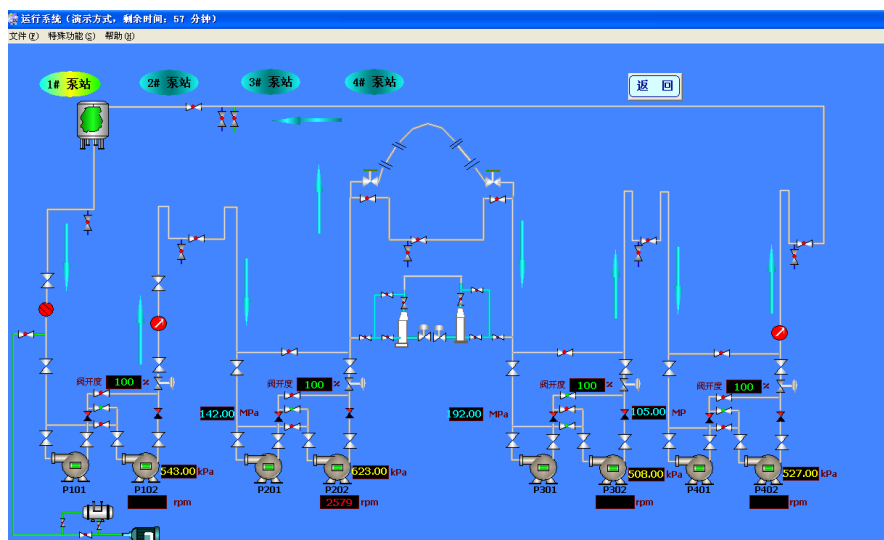 运行系统（演示方式，剩余时间：57 分钟）
文件(F) 特殊功能(S) 帮助(H)
1# 泵站 2# 泵站 3# 泵站 4# 泵站 返 回
阀开度 100 % 阀开度 100 % 阀开度 100 % 阀开度 100 %
142.00 MPa 192.00 MPa 105.00 MP
543.00 kPa 623.00 kPa 508.00 kPa 527.00 kPa
P101 P102 P201 P202 P301 P302 P401 P402
rpm 2579 rpm rpm rpm